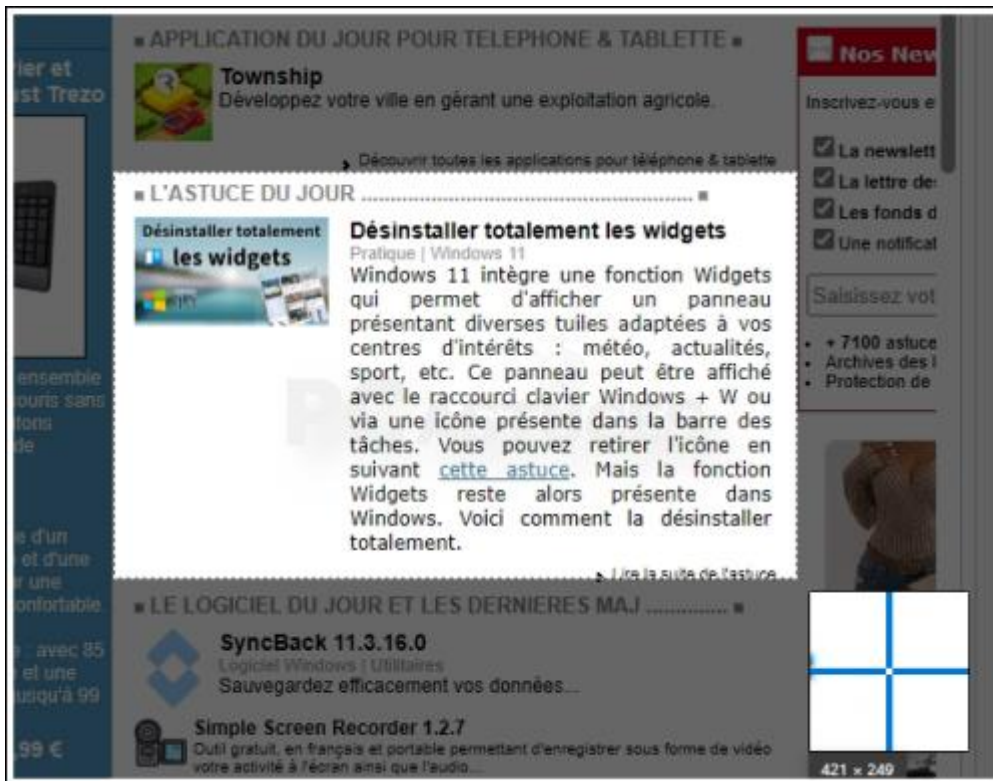 ■ APPLICATION DU JOUR POUR TELEPHONE & TABLETTE ■
Township
Développez votre ville en gérant une exploitation agricole.
Découvrir toutes les applications pour téléphone & tablette
■ L'ASTUCE DU JOUR ........................................................ ■
Désinstaller totalement
les widgets
Désinstaller totalement les widgets
Pratique | Windows 11
Windows 11 intègre une fonction Widgets
qui permet d'afficher un panneau
présentant diverses tuiles adaptées à vos
centres d'intérêts : météo, actualités,
sport, etc. Ce panneau peut être affiché
avec le raccourci clavier Windows + W ou
via une icône présente dans la barre des
tâches. Vous pouvez retirer l'icône en
suivant cette astuce. Mais la fonction
Widgets reste alors présente dans
Windows. Voici comment la désinstaller
totalement.
Lire la suite de l'astuce
■ LE LOGICIEL DU JOUR ET LES DERNIERES MAJ .............. ■
SyncBack 11.3.16.0
Logiciel Windows | Utilitaires
Sauvegardez efficacement vos données...
Simple Screen Recorder 1.2.7
Outil gratuit, en français et portable permettant d'enregistrer sous forme de vidéo
votre activité à l'écran ainsi que l'audio...
ier et
st Trezo
ensemble
ouris sans
tons
de
e d'un
et d'une
r une
onfortable
: avec 85
et une
usqu'à 99
,99 €
Nos New
Inscrivez-vous e
La newslett
La lettre de
Les fonds d
Une notificat
Saisissez vot
+ 7100 astuce
Archives des
Protection de
421 × 249